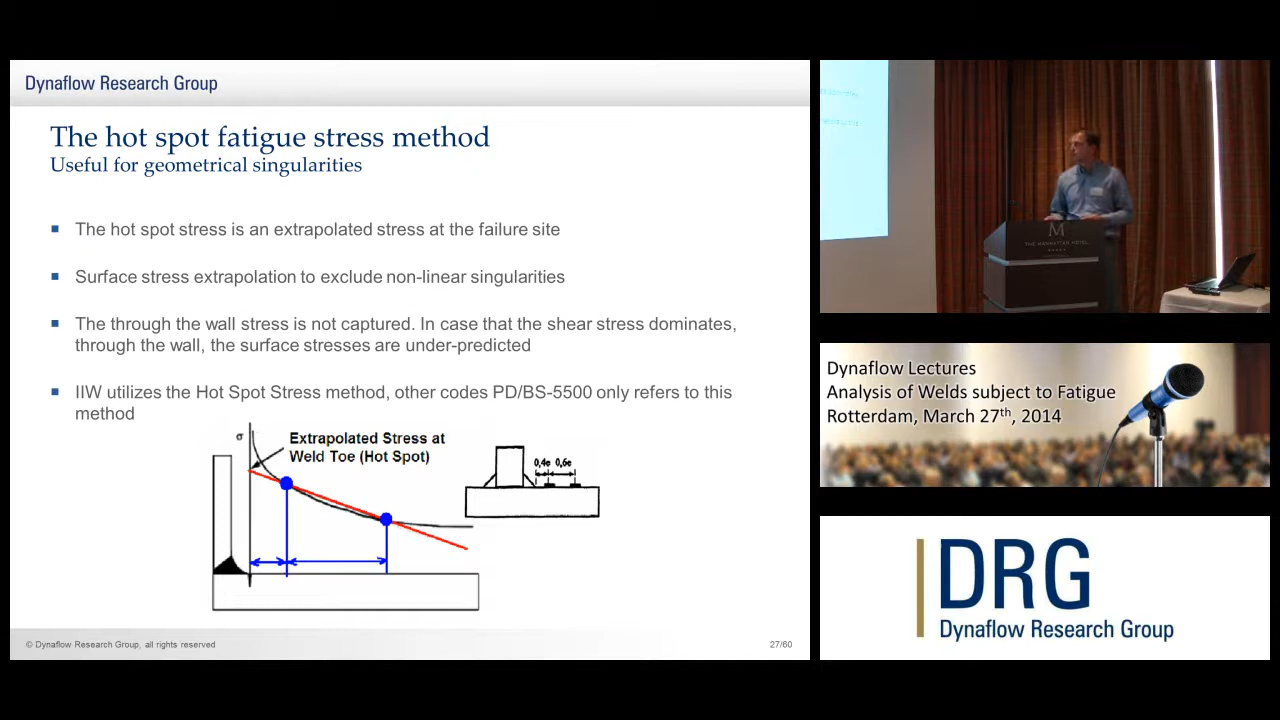 Dynaflow Research Group
The hot spot fatigue stress method
Useful for geometrical singularities
The hot spot stress is an extrapolated stress at the failure site
Surface stress extrapolation to exclude non-linear singularities
The through the wall stress is not captured. In case that the shear stress dominates,
through the wall, the surface stresses are under-predicted
IIW utilizes the Hot Spot Stress method, other codes PD/BS-5500 only refers to this
method
σ
Extrapolated Stress at
Weld Toe (Hot Spot)
0,4e 0,6e
© Dynaflow Research Group, all rights reserved
27/60
M
THE MANHATTAN HOTEL
Dynaflow Lectures
Analysis of Welds subject to Fatigue
Rotterdam, March 27th, 2014
DRG
Dynaflow Research Group